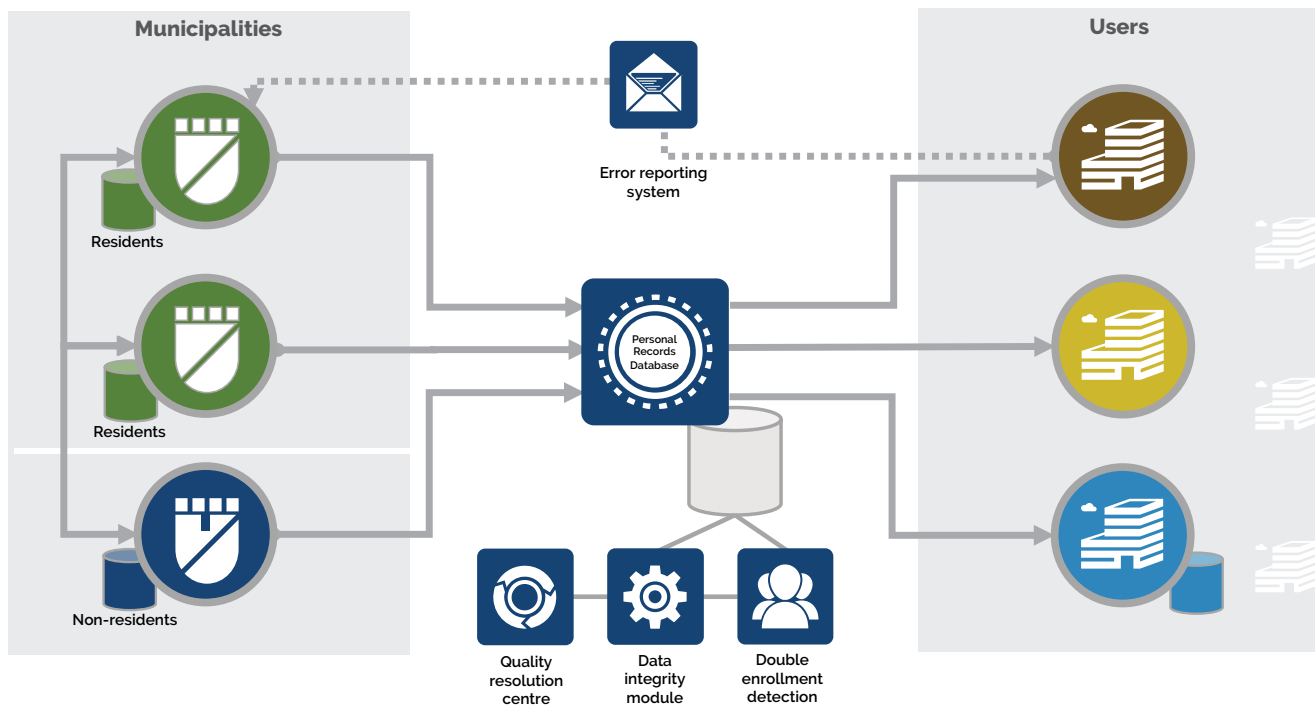 Municipalities
Users
Error reporting
system
Residents
Personal
Records
Database
Residents
Non-residents
Quality
resolution
centre
Data
integrity
module
Double
enrollment
detection